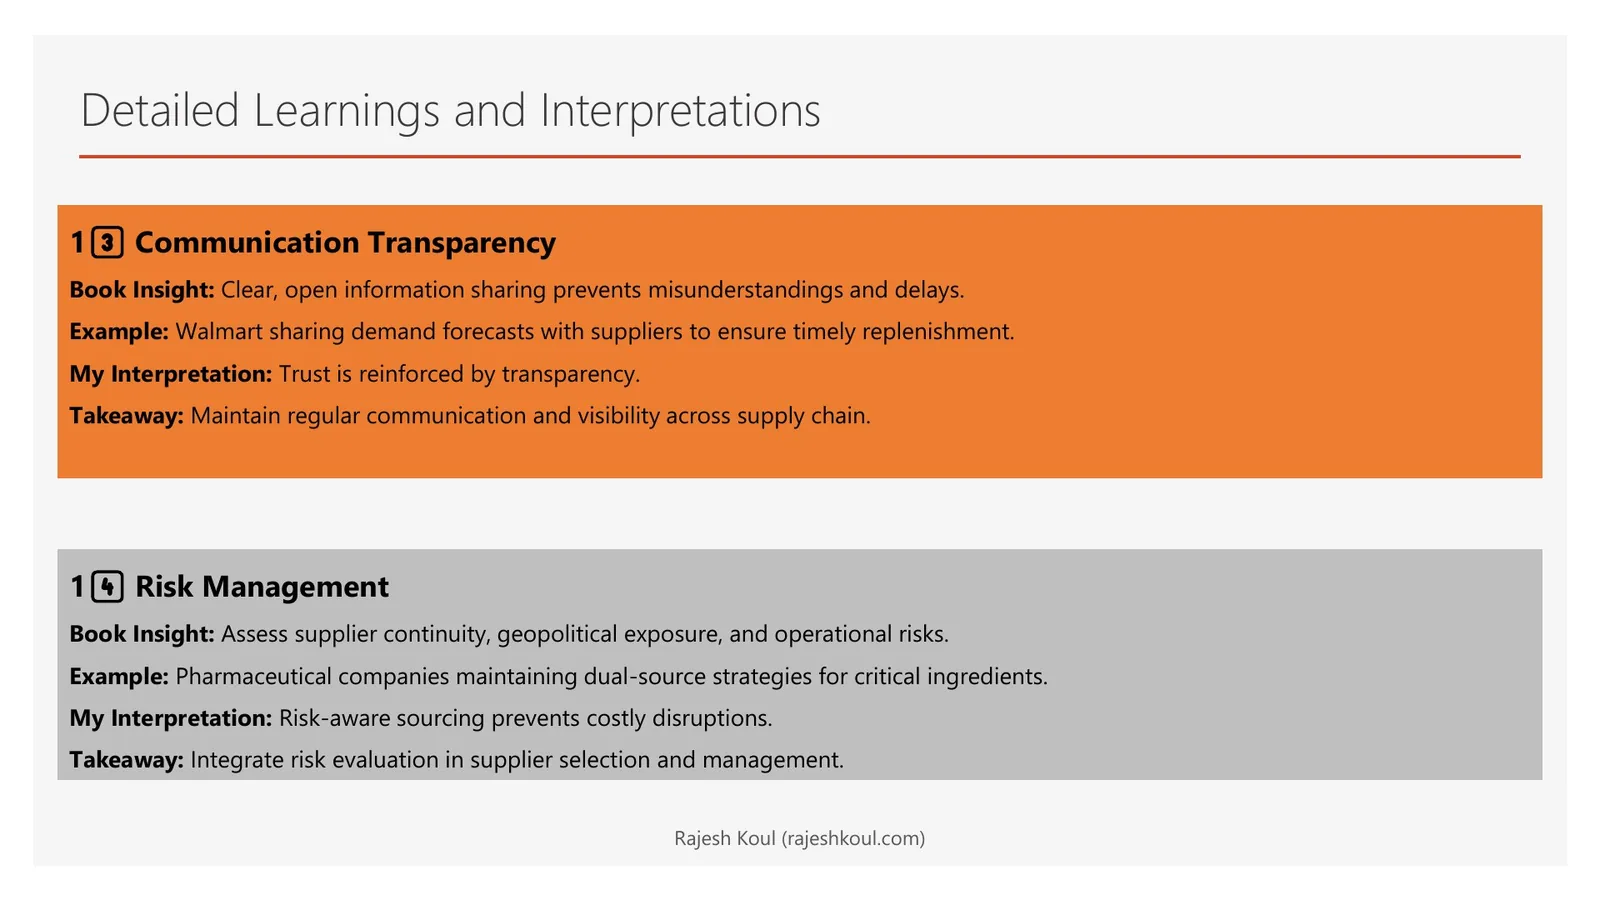 Detailed Learnings and Interpretations
13️⃣ Communication Transparency
Book Insight: Clear, open information sharing prevents misunderstandings and delays.
Example: Walmart sharing demand forecasts with suppliers to ensure timely replenishment.
My Interpretation: Trust is reinforced by transparency.
Takeaway: Maintain regular communication and visibility across supply chain.
14️⃣ Risk Management
Book Insight: Assess supplier continuity, geopolitical exposure, and operational risks.
Example: Pharmaceutical companies maintaining dual-source strategies for critical ingredients.
My Interpretation: Risk-aware sourcing prevents costly disruptions.
Takeaway: Integrate risk evaluation in supplier selection and management.
Rajesh Koul (rajeshkoul.com)